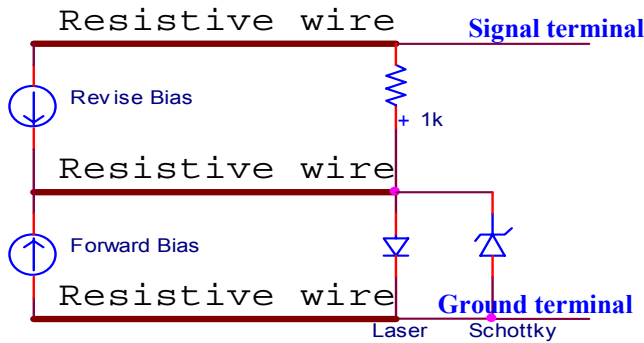 Resistive wire
Signal terminal
Revise Bias
+ 1k
Resistive wire
Forward Bias
Resistive wire
Ground terminal
Laser
Schottky